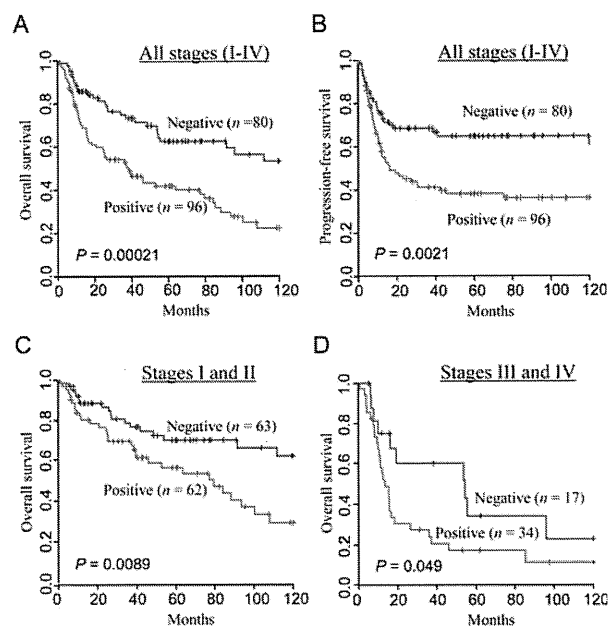 A
All stages (I-IV)
Overall survival
0.0 0.2 0.4 0.6 0.8 1.0
Negative (n = 80)
Positive (n = 96)
P = 0.00021
0 20 40 60 80 100 120
Months
B
All stages (I-IV)
Progression-free survival
0.0 0.2 0.4 0.6 0.8 1.0
Negative (n = 80)
Positive (n = 96)
P = 0.0021
0 20 40 60 80 100 120
Months
C
Stages I and II
Overall survival
0.0 0.2 0.4 0.6 0.8 1.0
Negative (n = 63)
Positive (n = 62)
P = 0.0089
0 20 40 60 80 100 120
Months
D
Stages III and IV
Overall survival
0.0 0.2 0.4 0.6 0.8 1.0
Negative (n = 17)
Positive (n = 34)
P = 0.049
0 20 40 60 80 100 120
Months